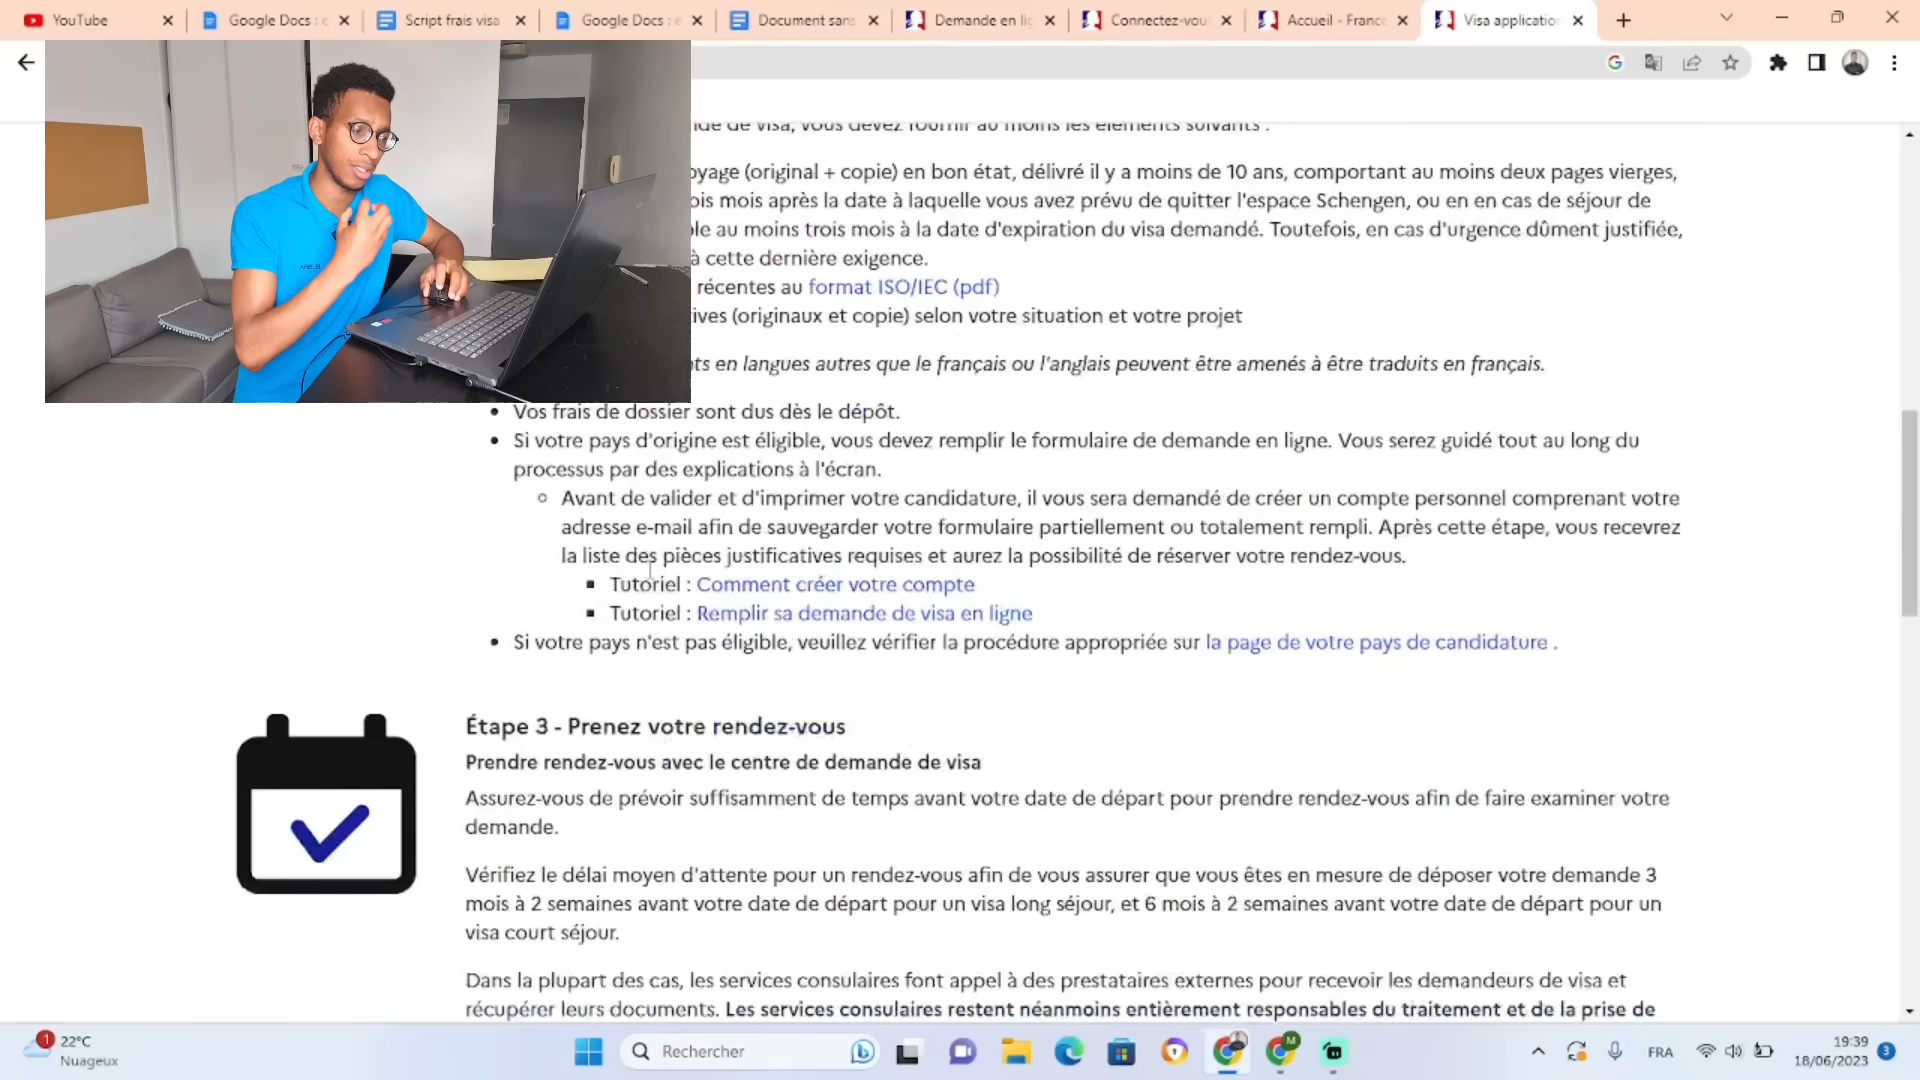 YouTube
Google Docs : e
Script frais visa
Google Docs : e
Document sans
Demande en lig
Connectez-vou
Accueil - France
Visa application
de de visa, vous devez fournir au moins les éléments suivants :
oyage (original + copie) en bon état, délivré il y a moins de 10 ans, comportant au moins deux pages vierges,
ois mois après la date à laquelle vous avez prévu de quitter l'espace Schengen, ou en en cas de séjour de
le au moins trois mois à la date d'expiration du visa demandé. Toutefois, en cas d'urgence dûment justifiée,
à cette dernière exigence.
récentes au format ISO/IEC (pdf)
ives (originaux et copie) selon votre situation et votre projet
ts en langues autres que le français ou l'anglais peuvent être amenés à être traduits en français.
• Vos frais de dossier sont dus dès le dépôt.
• Si votre pays d'origine est éligible, vous devez remplir le formulaire de demande en ligne. Vous serez guidé tout au long du
processus par des explications à l'écran.
Avant de valider et d'imprimer votre candidature, il vous sera demandé de créer un compte personnel comprenant votre
adresse e-mail afin de sauvegarder votre formulaire partiellement ou totalement rempli. Après cette étape, vous recevrez
la liste des pièces justificatives requises et aurez la possibilité de réserver votre rendez-vous.
Tutoriel : Comment créer votre compte
Tutoriel : Remplir sa demande de visa en ligne
• Si votre pays n'est pas éligible, veuillez vérifier la procédure appropriée sur la page de votre pays de candidature .
Étape 3 - Prenez votre rendez-vous
Prendre rendez-vous avec le centre de demande de visa
Assurez-vous de prévoir suffisamment de temps avant votre date de départ pour prendre rendez-vous afin de faire examiner votre
demande.
Vérifiez le délai moyen d'attente pour un rendez-vous afin de vous assurer que vous êtes en mesure de déposer votre demande 3
mois à 2 semaines avant votre date de départ pour un visa long séjour, et 6 mois à 2 semaines avant votre date de départ pour un
visa court séjour.
Dans la plupart des cas, les services consulaires font appel à des prestataires externes pour recevoir les demandeurs de visa et
récupérer leurs documents. Les services consulaires restent néanmoins entièrement responsables du traitement et de la prise de
1
22°C
Nuageux
Rechercher
M
FRA
19:39
18/06/2023
3